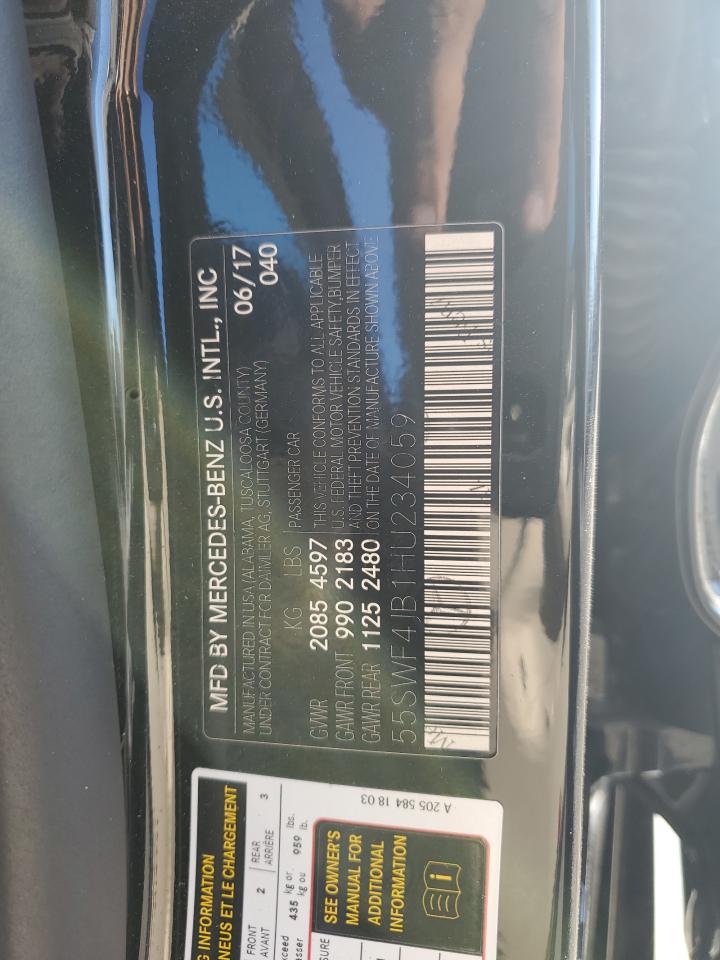 MFD BY MERCEDES-BENZ U.S. INTL., INC
MANUFACTURED IN USA (ALABAMA, TUSCALOOSA COUNTY) 06/17
UNDER CONTRACT FOR DAIMLER AG, STUTTGART (GERMANY) 040
KG LBS PASSENGER CAR
GVWR 2085 4597 THIS VEHICLE CONFORMS TO ALL APPLICABLE
GAWR FRONT 990 2183 U.S. FEDERAL MOTOR VEHICLE SAFETY,BUMPER
GAWR REAR 1125 2480 AND THEFT PREVENTION STANDARDS IN EFFECT
ON THE DATE OF MANUFACTURE SHOWN ABOVE
55SWF4JB1HU234059
G INFORMATION
NEUS ET LE CHARGEMENT
FRONT 2 REAR 3
AVANT ARRIÈRE
xceed 435 kg or lbs.
asser kg ou 959 lb.
SURE
SEE OWNER'S
MANUAL FOR
ADDITIONAL
INFORMATION
A 205 584 18 03